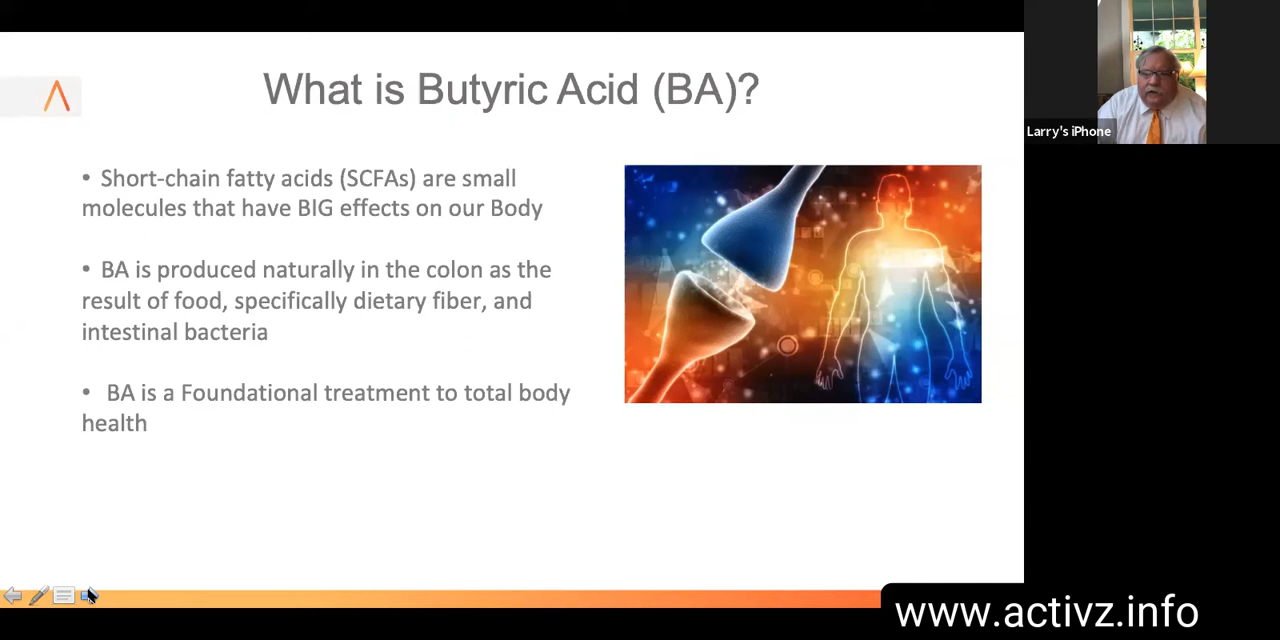 What is Butyric Acid (BA)?
• Short-chain fatty acids (SCFAs) are small
molecules that have BIG effects on our Body
• BA is produced naturally in the colon as the
result of food, specifically dietary fiber, and
intestinal bacteria
• BA is a Foundational treatment to total body
health
Larry's iPhone
www.activz.info